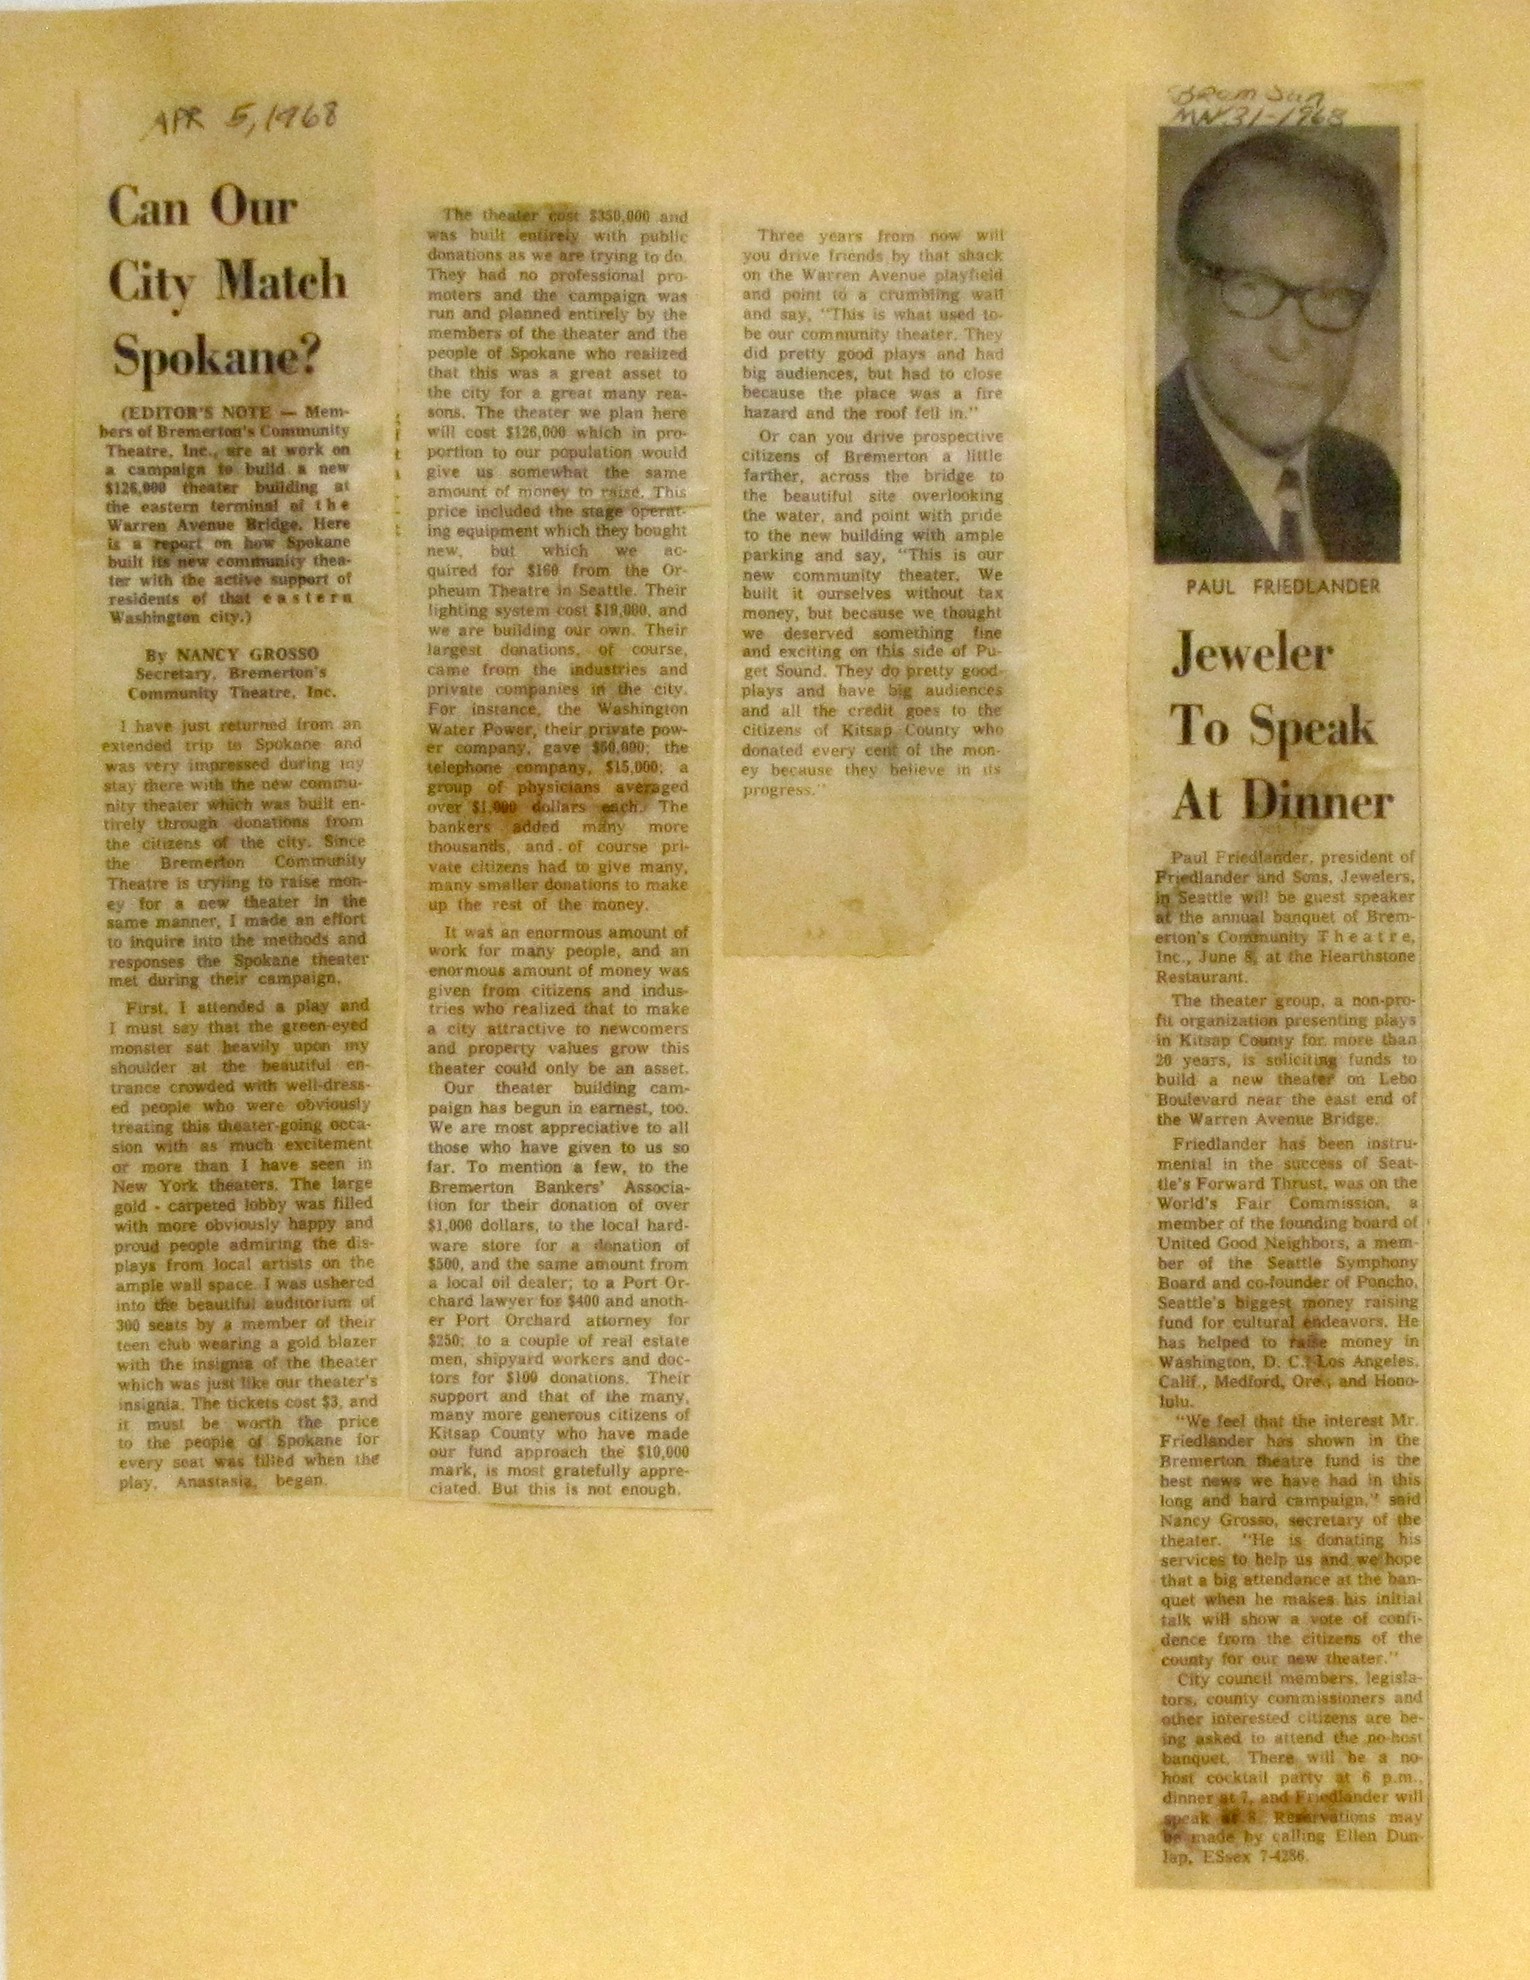 APR 5, 1968
Can Our
City Match
Spokane?
(EDITOR'S NOTE — Mem-
bers of Bremerton's Community
Theatre, Inc., are at work on
a campaign to build a new
$126,000 theater building at
the eastern terminal of the
Warren Avenue Bridge. Here
is a report on how Spokane
built its new community thea-
ter with the active support of
residents of that eastern
Washington city.)
By NANCY GROSSO
Secretary, Bremerton's
Community Theatre, Inc.
I have just returned from an
extended trip to Spokane and
was very impressed during my
stay there with the new commu-
nity theater which was built en-
tirely through donations from
the citizens of the city. Since
the Bremerton Community
Theatre is trying to raise mon-
ey for a new theater in the
same manner, I made an effort
to inquire into the methods and
responses the Spokane theater
met during their campaign.
First, I attended a play and
I must say that the green-eyed
monster sat heavily upon my
shoulder at the beautiful en-
trance crowded with well-dress-
ed people who were obviously
treating this theater-going occa-
sion with as much excitement
or more than I have seen in
New York theaters. The large
gold - carpeted lobby was filled
with more obviously happy and
proud people admiring the dis-
plays from local artists on the
ample wall space. I was ushered
into the beautiful auditorium of
300 seats by a member of their
teen club wearing a gold blazer
with the insignia of the theater
which was just like our theater's
insignia. The tickets cost $3, and
it must be worth the price
to the people of Spokane for
every seat was filled when the
play, Anastasia, began.
The theater cost $350,000 and
was built entirely with public
donations as we are trying to do.
They had no professional pro-
moters and the campaign was
run and planned entirely by the
members of the theater and the
people of Spokane who realized
that this was a great asset to
the city for a great many rea-
sons. The theater we plan here
will cost $126,000 which in pro-
portion to our population would
give us somewhat the same
amount of money to raise. This
price included the stage operat-
ing equipment which they bought
new, but which we ac-
quired for $160 from the Or-
pheum Theatre in Seattle. Their
lighting system cost $19,000, and
we are building our own. Their
largest donations, of course,
came from the industries and
private companies in the city.
For instance, the Washington
Water Power, their private pow-
er company, gave $60,000; the
telephone company, $15,000; a
group of physicians averaged
over $1,000 dollars each. The
bankers added many more
thousands, and of course pri-
vate citizens had to give many,
many smaller donations to make
up the rest of the money.
It was an enormous amount of
work for many people, and an
enormous amount of money was
given from citizens and indus-
tries who realized that to make
a city attractive to newcomers
and property values grow this
theater could only be an asset.
Our theater building cam-
paign has begun in earnest, too.
We are most appreciative to all
those who have given to us so
far. To mention a few, to the
Bremerton Bankers' Associa-
tion for their donation of over
$1,000 dollars, to the local hard-
ware store for a donation of
$500, and the same amount from
a local oil dealer; to a Port Or-
chard lawyer for $400 and anoth-
er Port Orchard attorney for
$250; to a couple of real estate
men, shipyard workers and doc-
tors for $100 donations. Their
support and that of the many,
many more generous citizens of
Kitsap County who have made
our fund approach the $10,000
mark, is most gratefully appre-
ciated. But this is not enough.
Three years from now will
you drive friends by that shack
on the Warren Avenue playfield
and point to a crumbling wall
and say, "This is what used to-
be our community theater. They
did pretty good plays and had
big audiences, but had to close
because the place was a fire
hazard and the roof fell in."
Or can you drive prospective
citizens of Bremerton a little
farther, across the bridge to
the beautiful site overlooking
the water, and point with pride
to the new building with ample
parking and say, "This is our
new community theater. We
built it ourselves without tax
money, but because we thought
we deserved something fine
and exciting on this side of Pu-
get Sound. They do pretty good
plays and have big audiences
and all the credit goes to the
citizens of Kitsap County who
donated every cent of the mon-
ey because they believe in its
progress."
Brem Sun
31-1968
PAUL FRIEDLANDER
Jeweler
To Speak
At Dinner
Paul Friedlander, president of
Friedlander and Sons, Jewelers,
in Seattle will be guest speaker
at the annual banquet of Brem-
erton's Community Theatre,
Inc., June 8, at the Hearthstone
Restaurant.
The theater group, a non-pro-
fit organization presenting plays
in Kitsap County for more than
20 years, is soliciting funds to
build a new theater on Lebo
Boulevard near the east end of
the Warren Avenue Bridge.
Friedlander has been instru-
mental in the success of Seat-
tle's Forward Thrust, was on the
World's Fair Commission, a
member of the founding board of
United Good Neighbors, a mem-
ber of the Seattle Symphony
Board and co-founder of Poncho,
Seattle's biggest money raising
fund for cultural endeavors. He
has helped to raise money in
Washington, D. C., Los Angeles,
Calif., Medford, Ore., and Hono-
lulu.
"We feel that the interest Mr.
Friedlander has shown in the
Bremerton theatre fund is the
best news we have had in this
long and hard campaign," said
Nancy Grosso, secretary of the
theater. "He is donating his
services to help us and we hope
that a big attendance at the ban-
quet when he makes his initial
talk will show a vote of confi-
dence from the citizens of the
county for our new theater."
City council members, legisla-
tors, county commissioners and
other interested citizens are be-
ing asked to attend the no-host
banquet. There will be a no-
host cocktail party at 6 p.m.,
dinner at 7, and Friedlander will
speak at 8. Reservations may
be made by calling Ellen Dun-
lap, ESsex 7-4286.